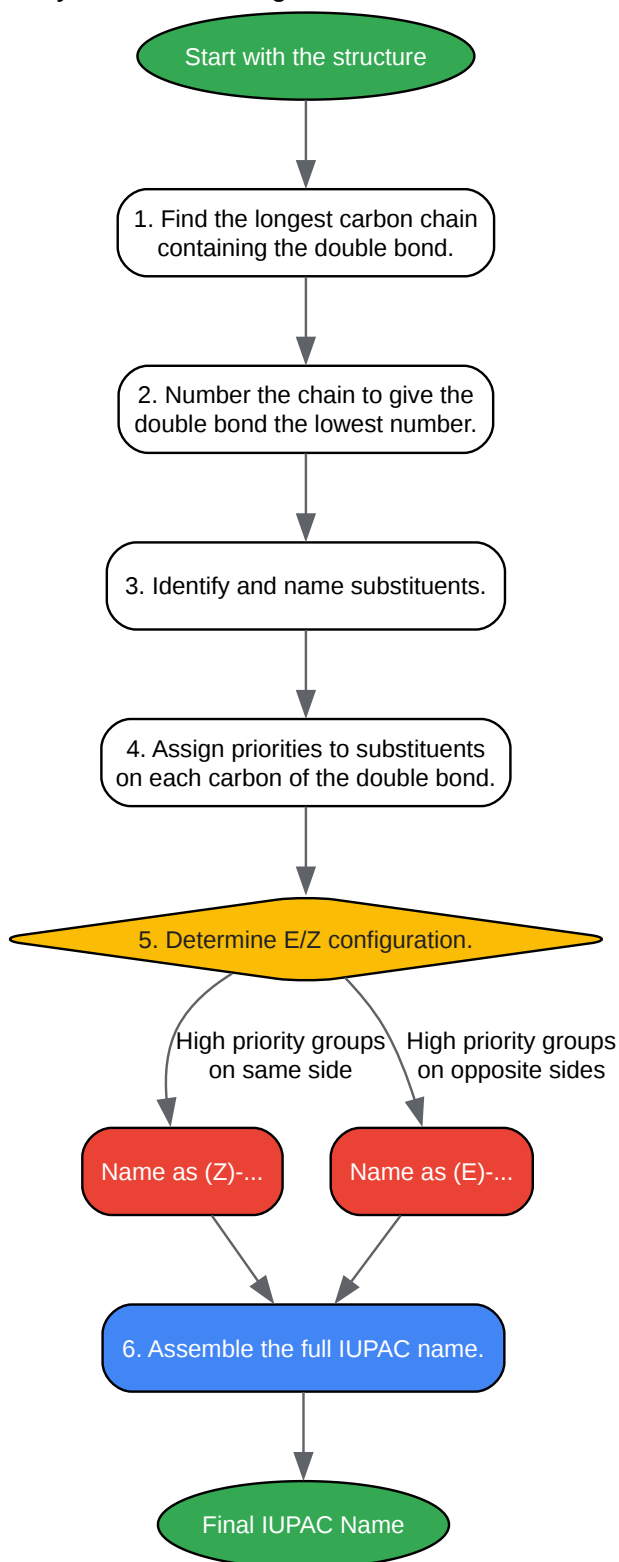 Start with the structure
1. Find the longest carbon chain
containing the double bond.
2. Number the chain to give the
double bond the lowest number.
3. Identify and name substituents.
4. Assign priorities to substituents
on each carbon of the double bond.
5. Determine E/Z configuration.
High priority groups
on same side
High priority groups
on opposite sides
Name as (Z)-...
Name as (E)-...
6. Assemble the full IUPAC name.
Final IUPAC Name